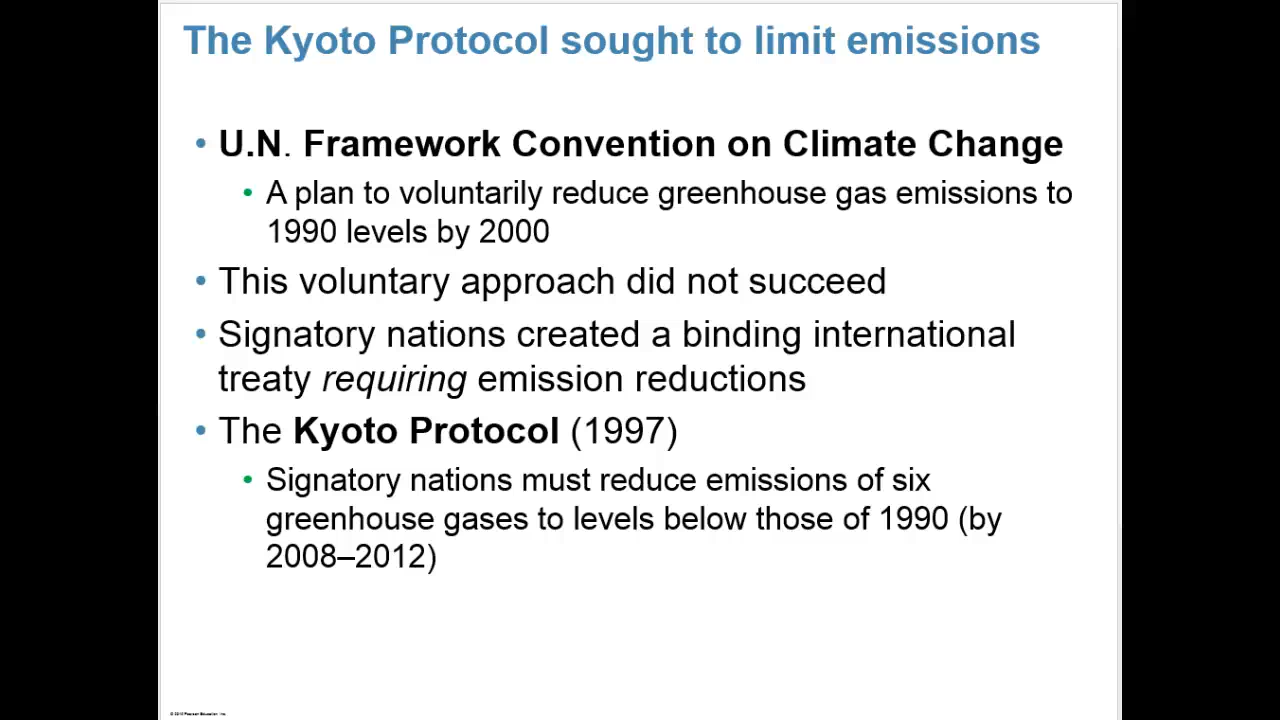 The Kyoto Protocol sought to limit emissions
• U.N. Framework Convention on Climate Change
• A plan to voluntarily reduce greenhouse gas emissions to
1990 levels by 2000
• This voluntary approach did not succeed
• Signatory nations created a binding international
treaty requiring emission reductions
• The Kyoto Protocol (1997)
• Signatory nations must reduce emissions of six
greenhouse gases to levels below those of 1990 (by
2008–2012)
Pearson Education, Inc.